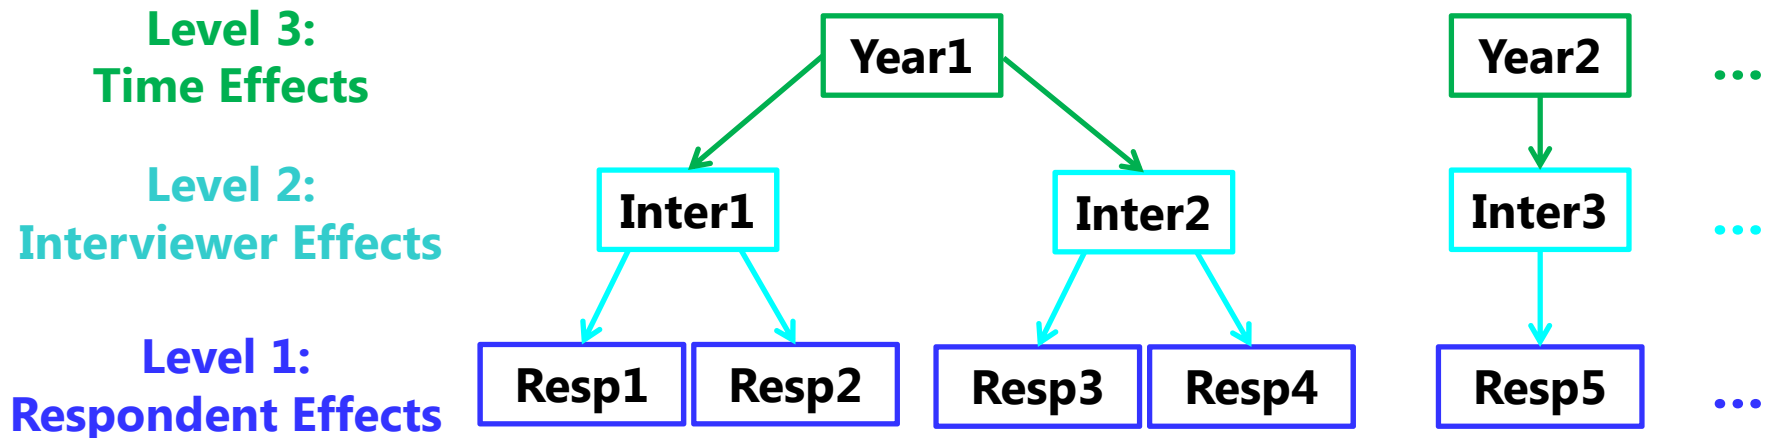 Level 3:
Time Effects
Year1
Year2
...
Level 2:
Interviewer Effects
Inter1
Inter2
Inter3
...
Level 1:
Respondent Effects
Resp1
Resp2
Resp3
Resp4
Resp5
...